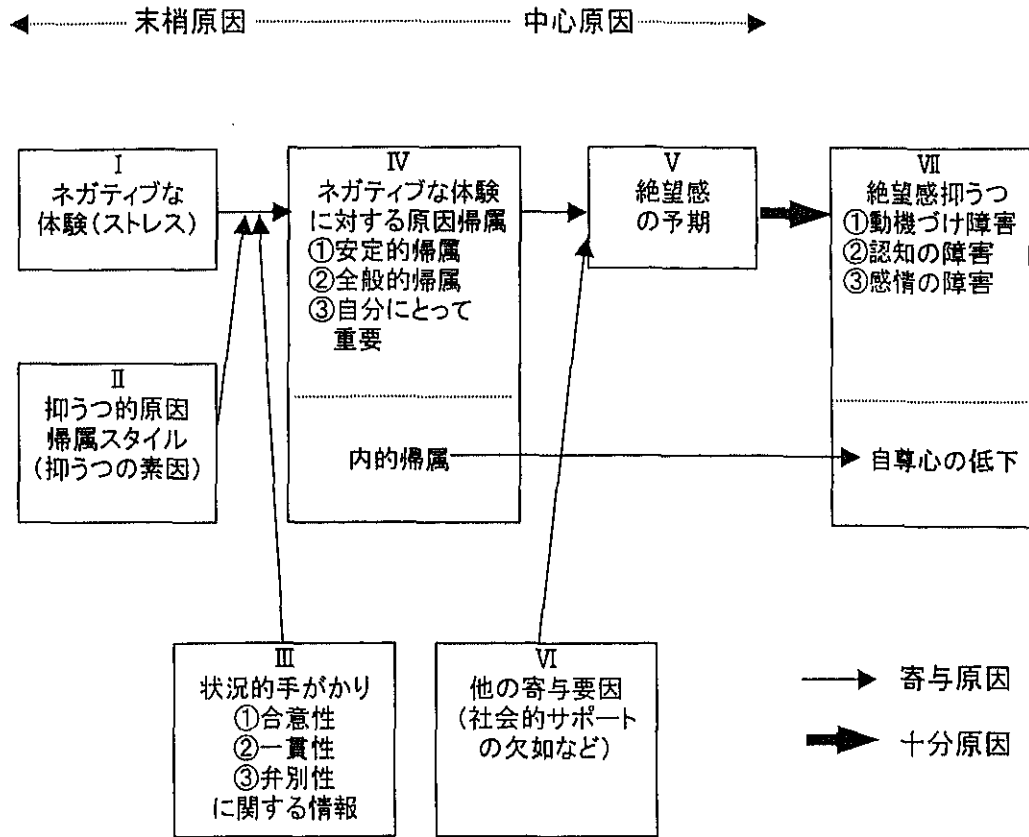 末梢原因
中心原因
Ⅰ
ネガティブな
体験(ストレス)
Ⅱ
抑うつ的原因
帰属スタイル
(抑うつの素因)
Ⅲ
状況的手がかり
①合意性
②一貫性
③弁別性
に関する情報
Ⅳ
ネガティブな体験
に対する原因帰属
①安定的帰属
②全般的帰属
③自分にとって
重要
内的帰属
Ⅴ
絶望感
の予期
Ⅵ
他の寄与要因
(社会的サポート
の欠如など)
Ⅶ
絶望感抑うつ
①動機づけ障害
②認知の障害
③感情の障害
自尊心の低下
寄与原因
十分原因